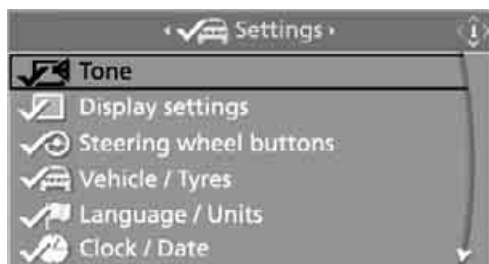 Settings
Tone
Display settings
Steering wheel buttons
Vehicle / Tyres
Language / Units
Clock / Date